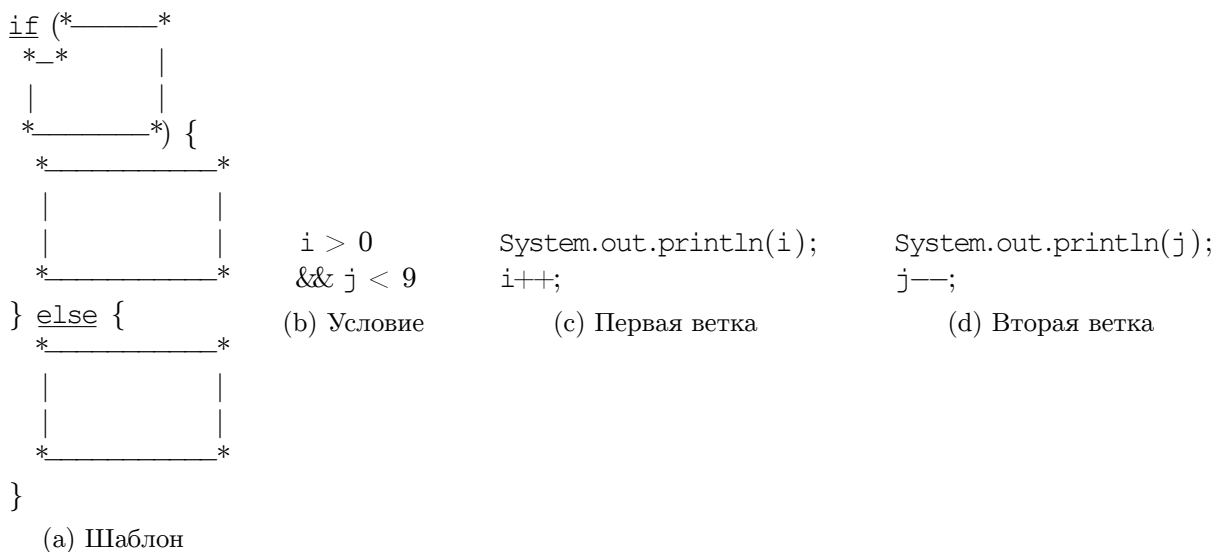 if (*—————*
*—*        |
|          |
*———————*) {
*———————————*
|           |
|           |
*———————————*
} else {
*———————————*
|           |
|           |
*———————————*
}
(a) Шаблон
i > 0
&& j < 9
(b) Условие
System.out.println(i);
i++;
(c) Первая ветка
System.out.println(j);
j——;
(d) Вторая ветка